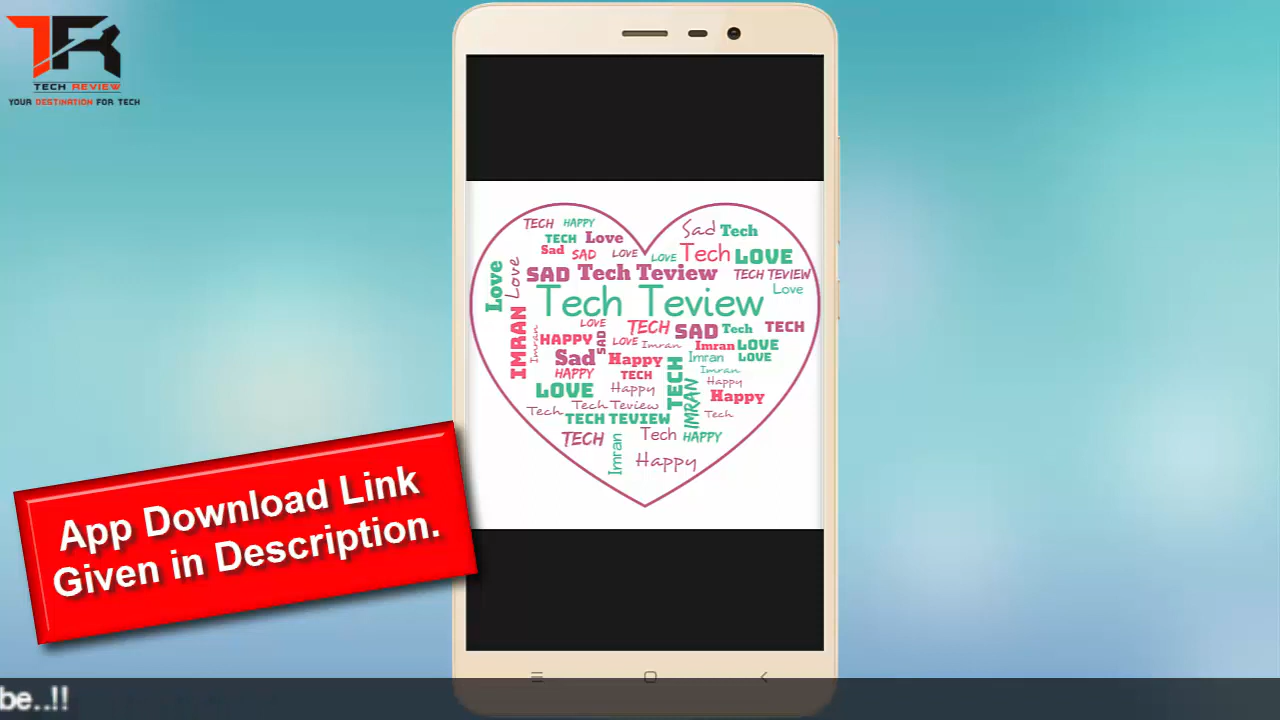 TR
TECH REVIEW
YOUR DESTINATION FOR TECH
TECH HAPPY
TECH Love
Sad SAD LOVE
Sad Tech
LOVE Tech LOVE
SAD Tech Teview TECH TEVIEW
Love Love
Tech Teview Love
IMRAN Imran
LOVE TECH SAD Tech TECH
HAPPY SAD LOVE Imran Imran LOVE
Sad Happy Imran LOVE
HAPPY TECH TECH Imran
LOVE Happy IMRAN Happy
Happy
Tech Tech Teview Tech
TECH TEVIEW
TECH Imran Tech HAPPY
Happy
App Download Link
Given in Description.
be..!!